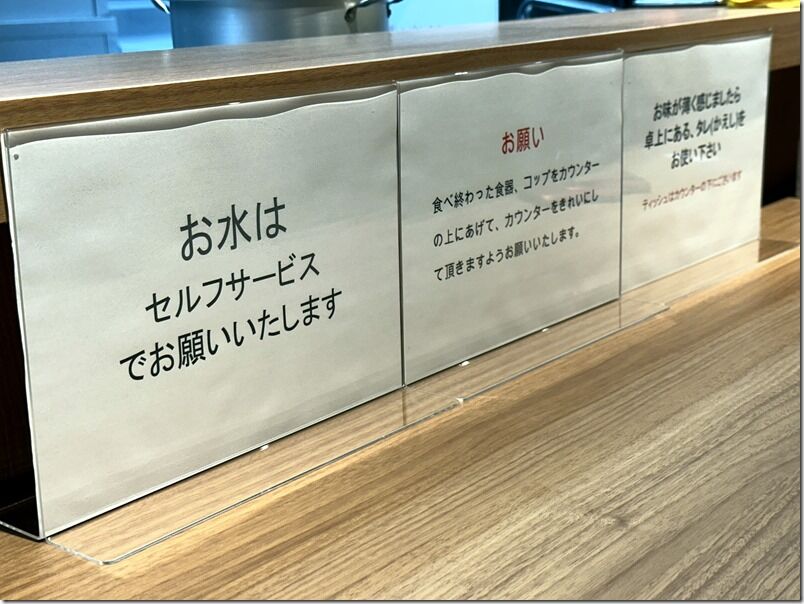 お水は
セルフサービス
でお願いいたします
お願い
食べ終わった食器、コップをカウンター
の上にあげて、カウンターをきれいにし
て頂きますようお願いいたします。
お味が薄く感じましたら
卓上にある、タレ(かえし)を
お使い下さい
ティッシュはカウンターの下にございます